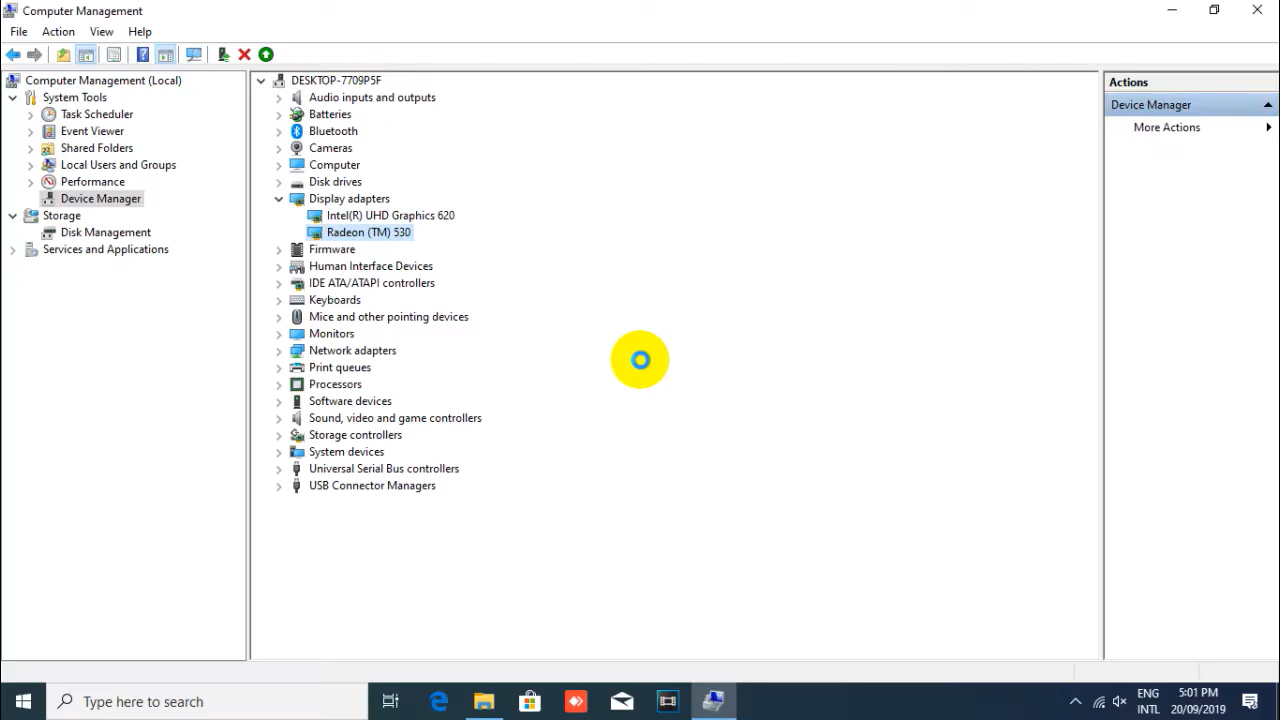 Computer Management
File Action View Help
Computer Management (Local)
System Tools
Task Scheduler
Event Viewer
Shared Folders
Local Users and Groups
Performance
Device Manager
Storage
Disk Management
Services and Applications
DESKTOP-7709P5F
Audio inputs and outputs
Batteries
Bluetooth
Cameras
Computer
Disk drives
Display adapters
Intel(R) UHD Graphics 620
Radeon (TM) 530
Firmware
Human Interface Devices
IDE ATA/ATAPI controllers
Keyboards
Mice and other pointing devices
Monitors
Network adapters
Print queues
Processors
Software devices
Sound, video and game controllers
Storage controllers
System devices
Universal Serial Bus controllers
USB Connector Managers
Actions
Device Manager
More Actions
Type here to search
ENG
INTL
5:01 PM
20/09/2019